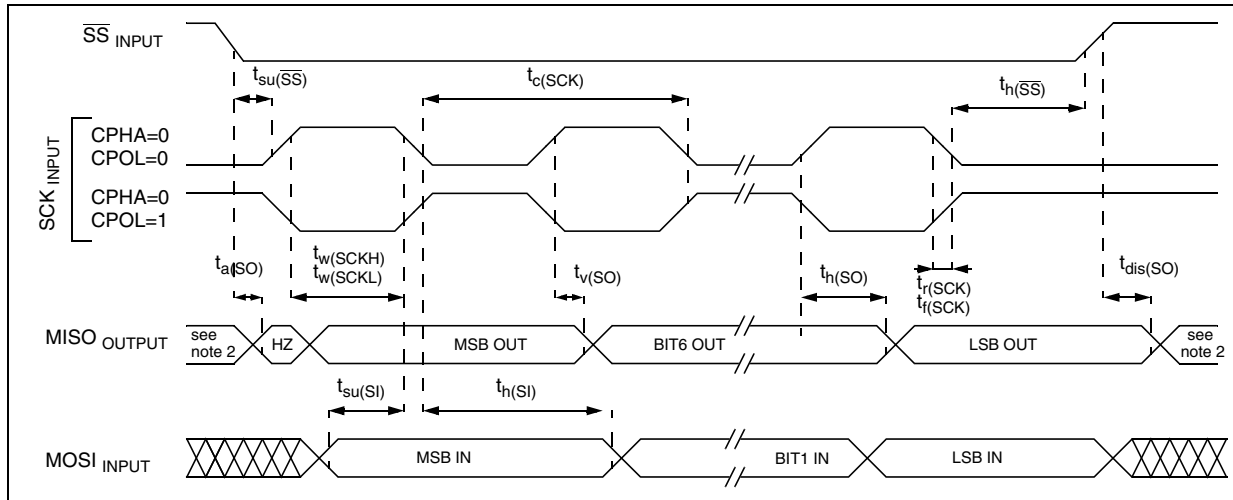 SS INPUT
tsu(SS)
tc(SCK)
th(SS)
SCK INPUT
CPHA=0
CPOL=0
CPHA=0
CPOL=1
ta(SO)
tw(SCKH)
tw(SCKL)
tv(SO)
th(SO)
tr(SCK)
tf(SCK)
tdis(SO)
MISO OUTPUT
see note 2
HZ
MSB OUT
BIT6 OUT
LSB OUT
see note 2
tsu(SI)
th(SI)
MOSI INPUT
MSB IN
BIT1 IN
LSB IN